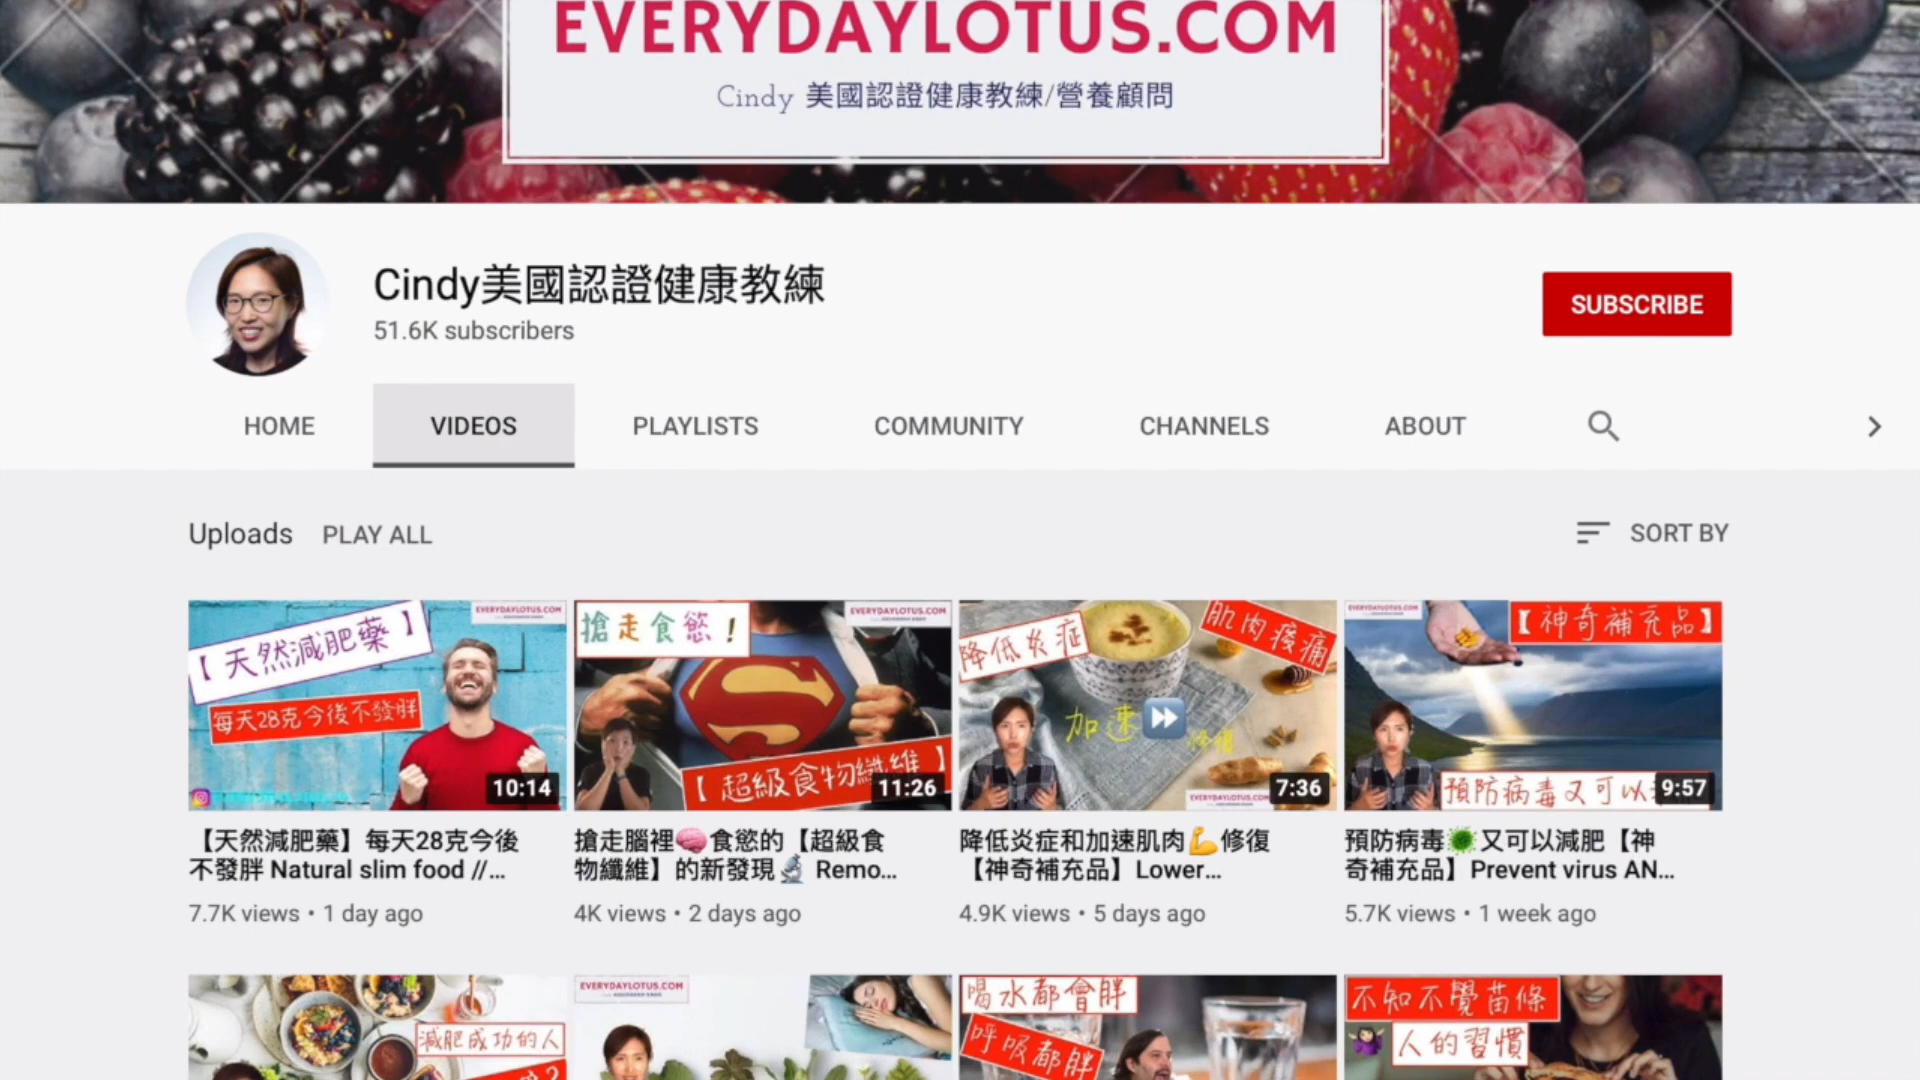 EVERYDAYLOTUS.COM
Cindy 美國認證健康教練/營養顧問
Cindy美國認證健康教練
51.6K subscribers
SUBSCRIBE
HOME
VIDEOS
PLAYLISTS
COMMUNITY
CHANNELS
ABOUT
Uploads
PLAY ALL
SORT BY
EVERYDAYLOTUS.COM
【天然減肥藥】
每天28克今後不發胖
10:14
搶走食慾!
EVERYDAYLOTUS.COM
【超級食物纖維】
11:26
降低炎症
肌肉痠痛
加速
EVERYDAYLOTUS.COM
7:36
EVERYDAYLOTUS.COM
【神奇補充品】
預防病毒又可以
9:57
【天然減肥藥】每天28克今後
不發胖 Natural slim food //...
7.7K views • 1 day ago
搶走腦裡🧠食慾的【超級食
物纖維】的新發現🔬 Remo...
4K views • 2 days ago
降低炎症和加速肌肉💪修復
【神奇補充品】Lower...
4.9K views • 5 days ago
預防病毒🦠又可以減肥【神
奇補充品】Prevent virus AN...
5.7K views • 1 week ago
減肥成功的人
EVERYDAYLOTUS.COM
喝水都會胖
呼吸都胖
不知不覺苗條
人的習慣